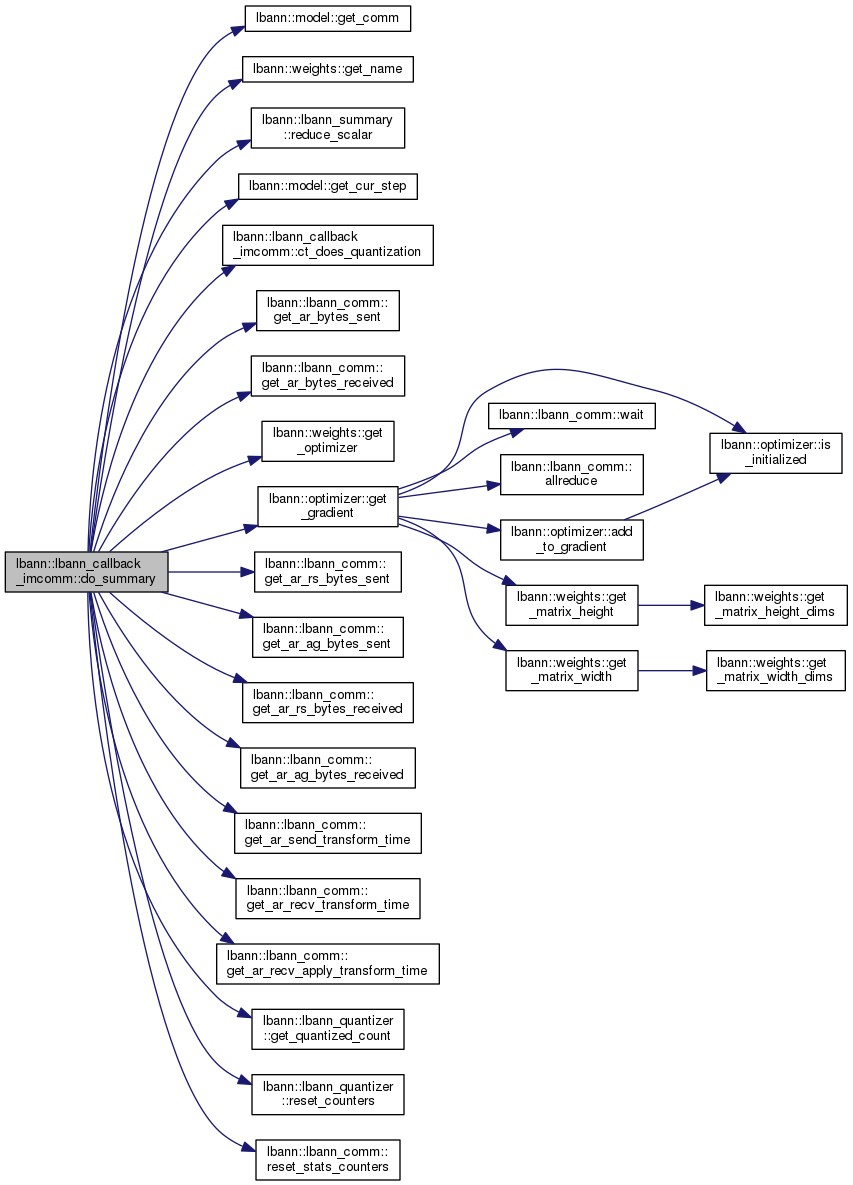 lbann::model::get_comm
lbann::weights::get_name
lbann::lbann_summary
::reduce_scalar
lbann::model::get_cur_step
lbann::lbann_callback
_imcomm::ct_does_quantization
lbann::lbann_comm::
get_ar_bytes_sent
lbann::lbann_comm::
get_ar_bytes_received
lbann::weights::get
_optimizer
lbann::optimizer::get
_gradient
lbann::lbann_comm::wait
lbann::lbann_comm::
allreduce
lbann::optimizer::add
_to_gradient
lbann::optimizer::is
_initialized
lbann::weights::get
_matrix_height
lbann::weights::get
_matrix_height_dims
lbann::weights::get
_matrix_width
lbann::weights::get
_matrix_width_dims
lbann::lbann_callback
_imcomm::do_summary
lbann::lbann_comm::
get_ar_rs_bytes_sent
lbann::lbann_comm::
get_ar_ag_bytes_sent
lbann::lbann_comm::
get_ar_rs_bytes_received
lbann::lbann_comm::
get_ar_ag_bytes_received
lbann::lbann_comm::
get_ar_send_transform_time
lbann::lbann_comm::
get_ar_recv_transform_time
lbann::lbann_comm::
get_ar_recv_apply_transform_time
lbann::lbann_quantizer
::get_quantized_count
lbann::lbann_quantizer
::reset_counters
lbann::lbann_comm::
reset_stats_counters